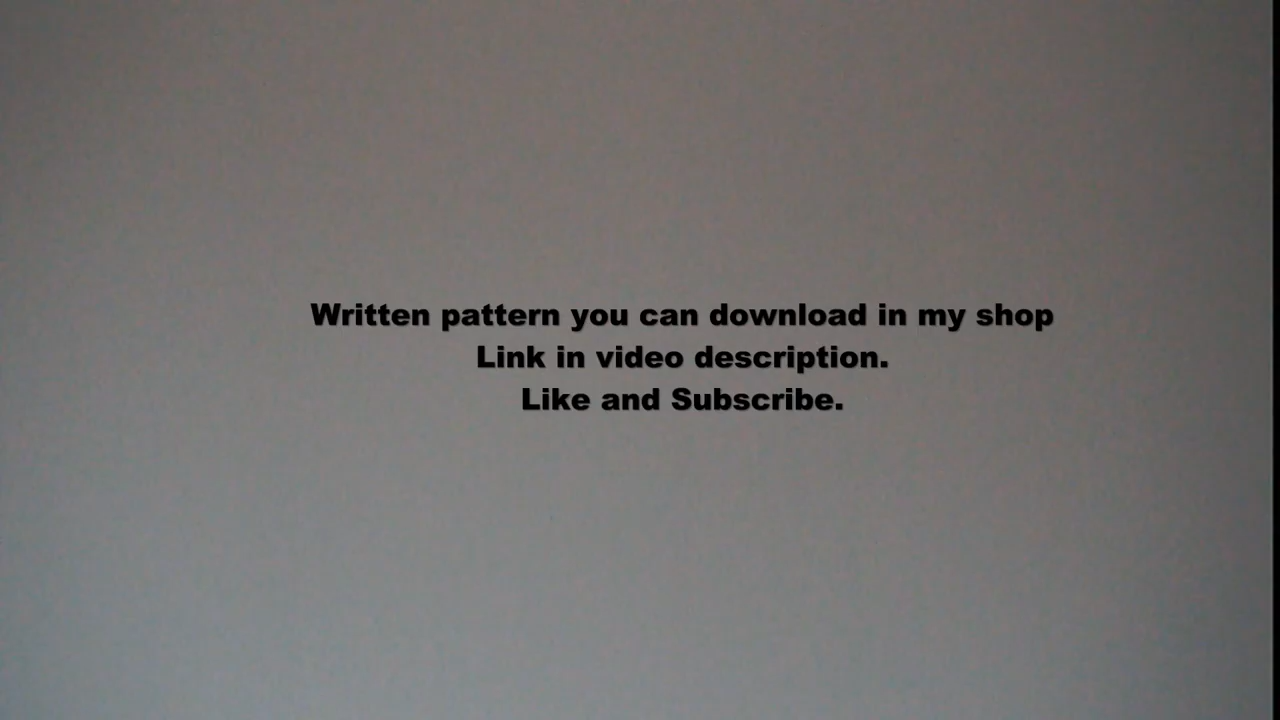 Written pattern you can download in my shop
Link in video description.
Like and Subscribe.